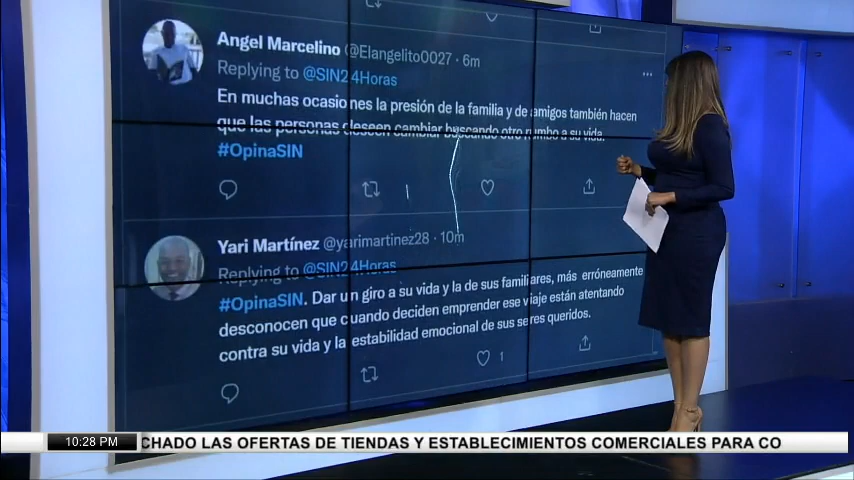 Angel Marcelino @Elangelito0027 · 6m
Replying to @SIN24Horas
En muchas ocasiones la presión de la familia y de amigos también hacen
que las personas deseen cambiar buscando otro rumbo a su vida.
#OpinaSIN
Yari Martínez @yarimartinez28 · 10m
Replying to @SIN24Horas
#OpinaSIN. Dar un giro a su vida y la de sus familiares, más erróneamente
desconocen que cuando deciden emprender ese viaje están atentando
contra su vida y la estabilidad emocional de sus seres queridos.
1
10:28 PM CHADO LAS OFERTAS DE TIENDAS Y ESTABLECIMIENTOS COMERCIALES PARA CO